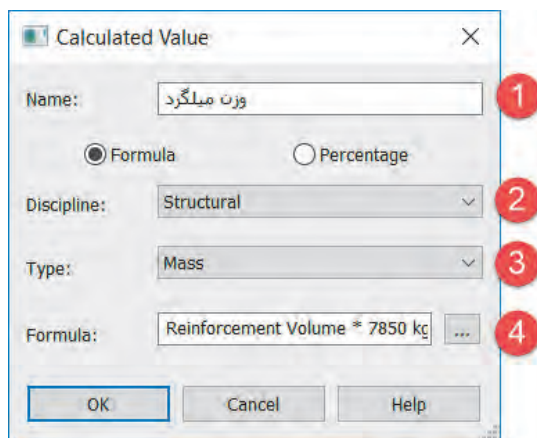 Calculated Value
Name: وزن میلگرد 1
Formula Percentage
Discipline: Structural 2
Type: Mass 3
Formula: Reinforcement Volume * 7850 kg ... 4
OK Cancel Help